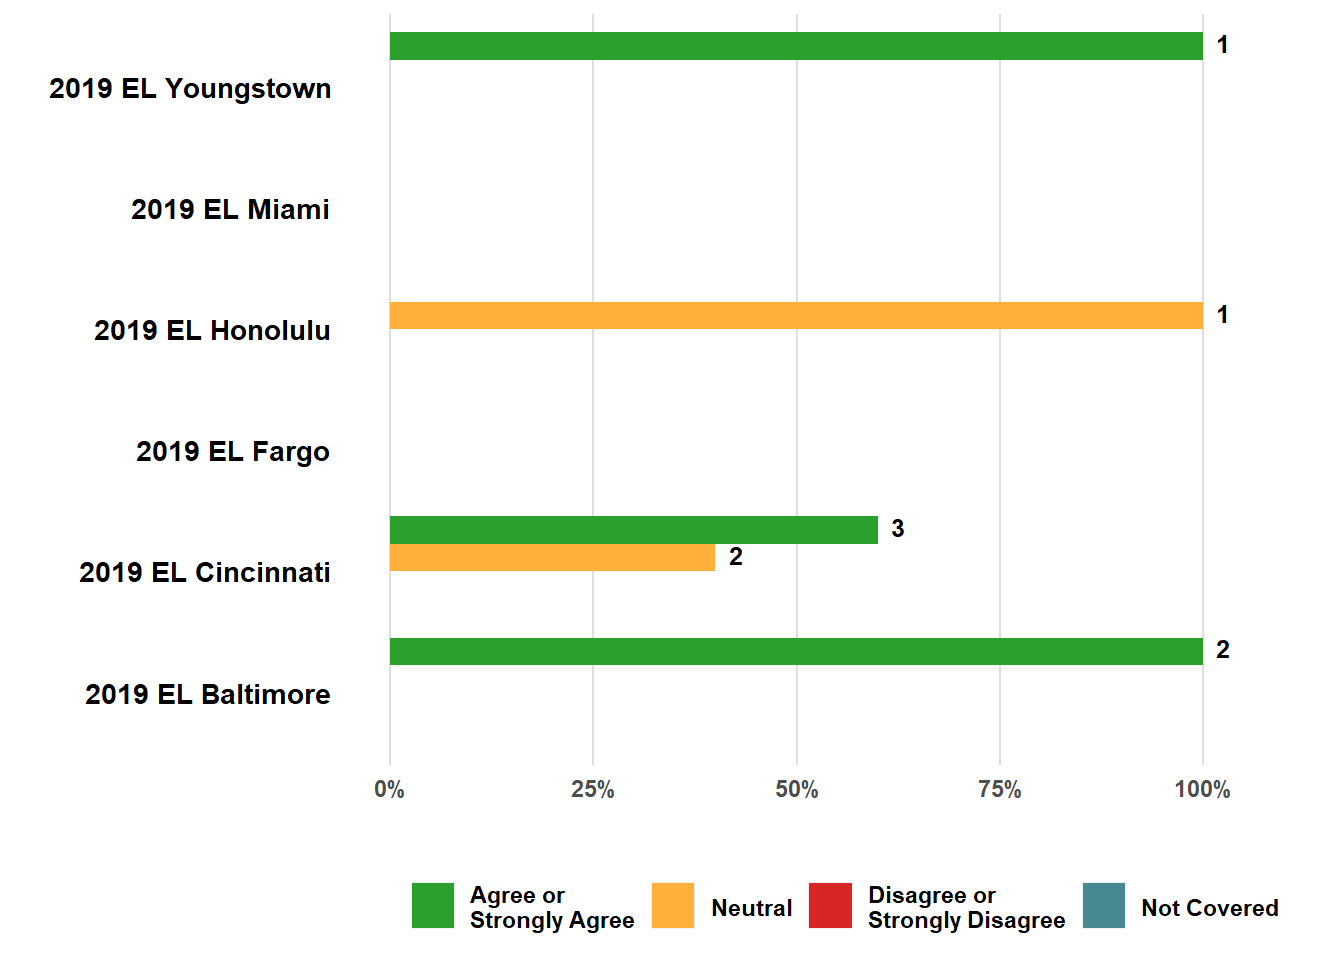 1
2019 EL Youngstown
2019 EL Miami
1
2019 EL Honolulu
2019 EL Fargo
3
2
2019 EL Cincinnati
2
2019 EL Baltimore
0% 25% 50% 75% 100%
Agree or
Strongly Agree
Neutral
Disagree or
Strongly Disagree
Not Covered